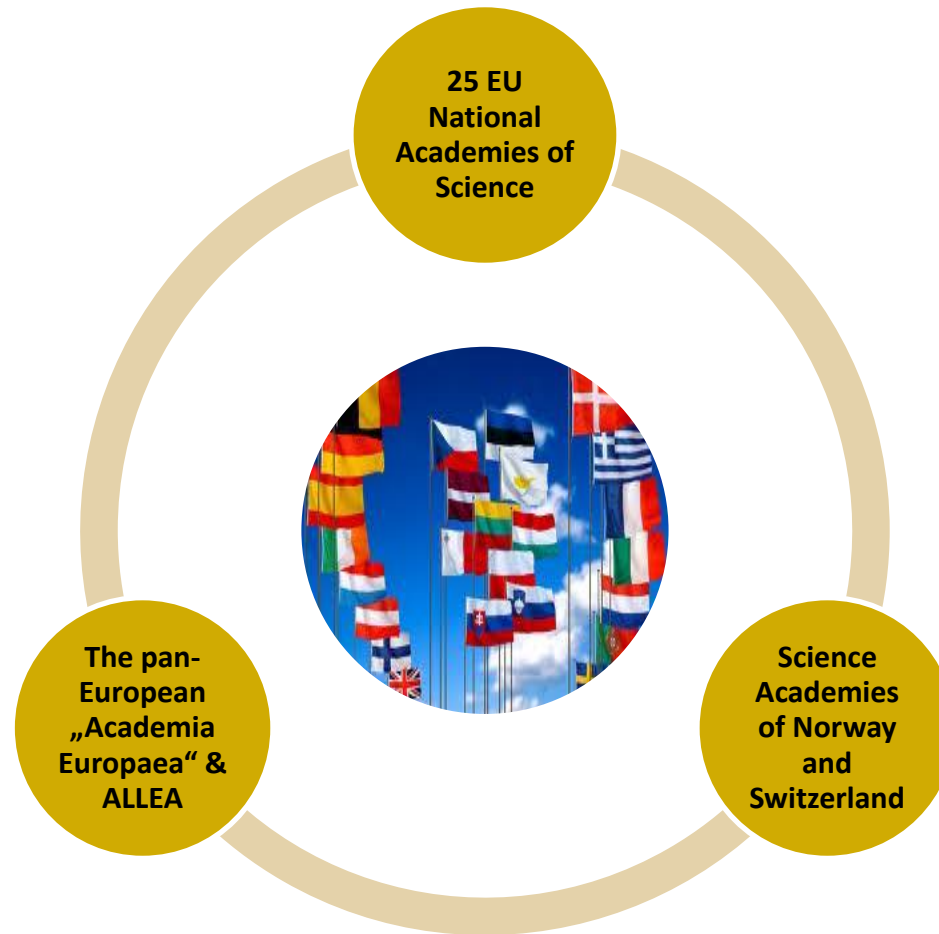 25 EU
National
Academies of
Science
The pan-
European
„Academia
Europaea“ &
ALLEA
Science
Academies
of Norway
and
Switzerland